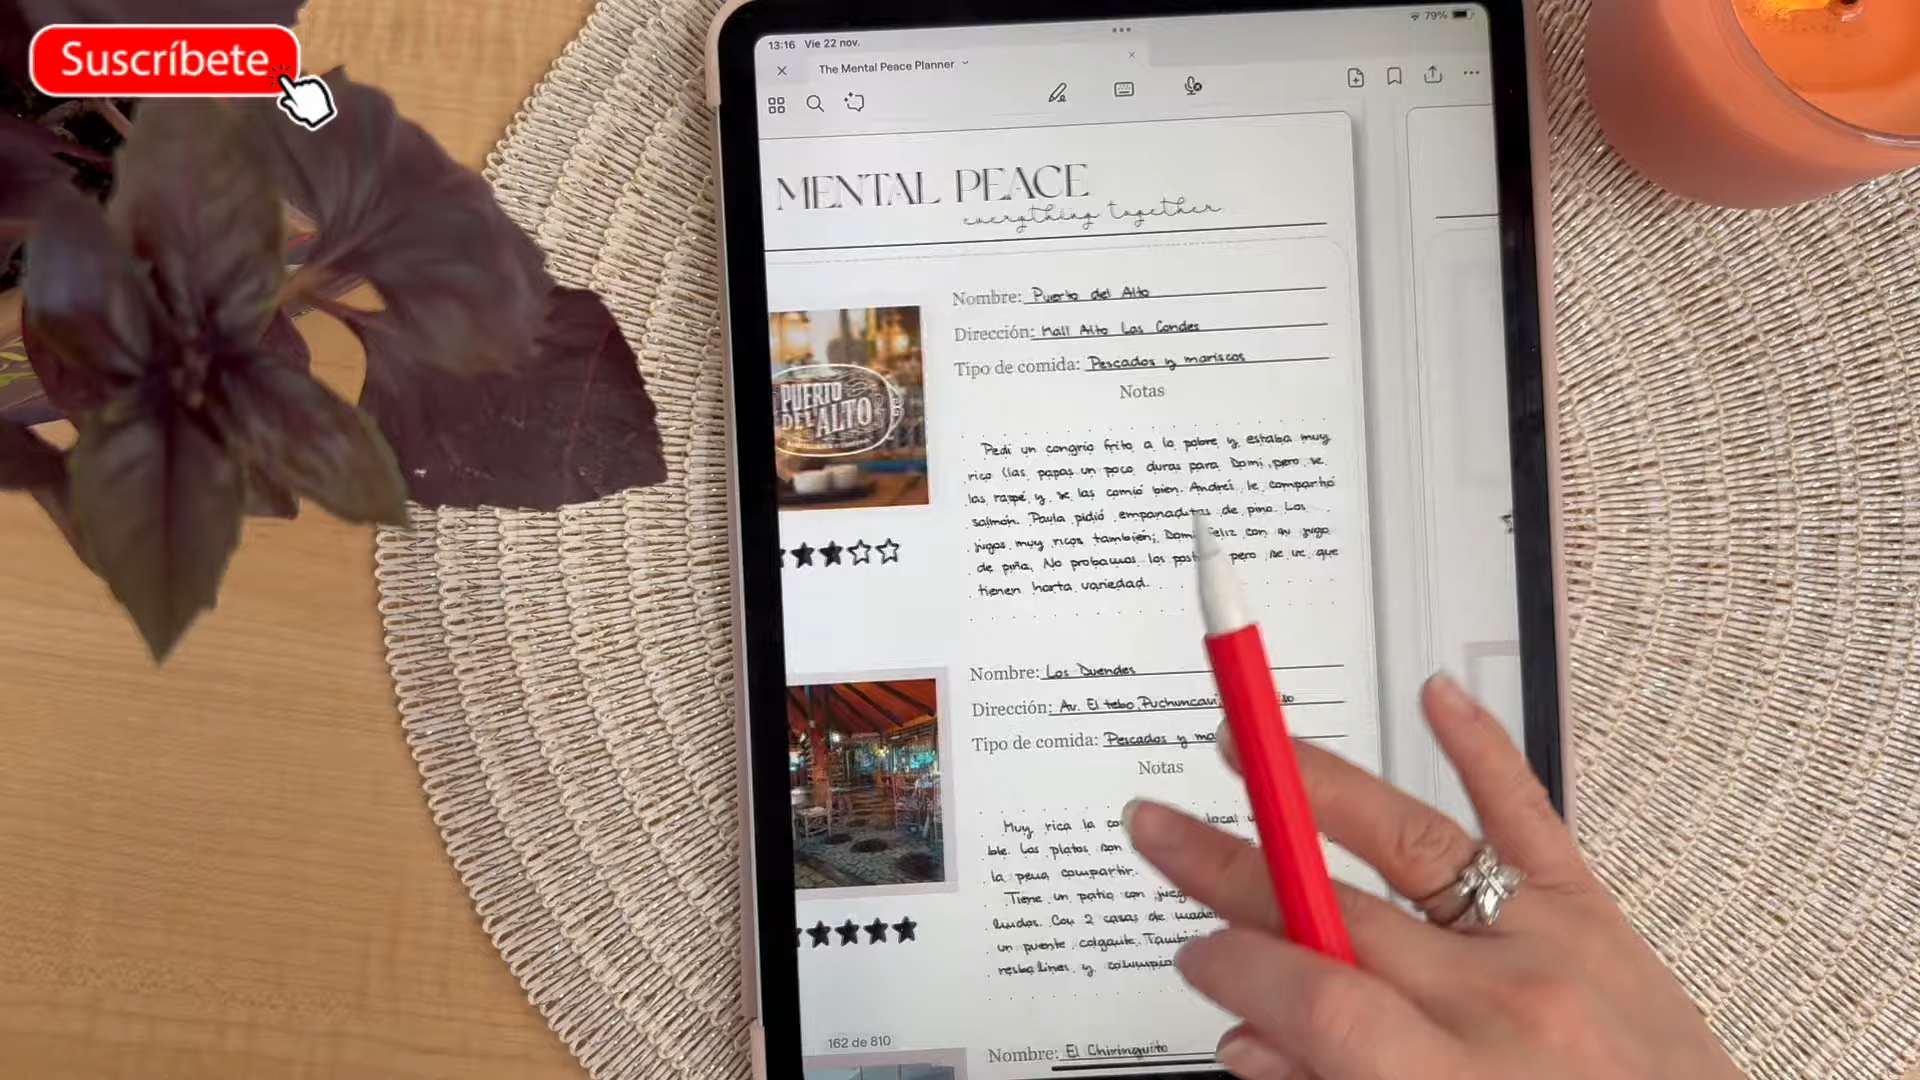 Suscríbete
13:16 Vie 22 nov.
79%
The Mental Peace Planner
MENTAL PEACE
everything together
Nombre: Puerto del Alto
Dirección: Mall Alto Las Condes
Tipo de comida: Pescados y mariscos
Notas
PUERTO
DEL ALTO
Pedí un congrio frito a lo pobre y estaba muy
rico (las papas un poco duras para Domi, pero se
las raspé y se las comió bien. Andrés le compartió
salmón. Paula pidió empanaditas de pino. Los
jugos muy ricos también; Domi feliz con su jugo
de piña. No probamos los pero se ve que
tienen harta variedad.
Nombre: Los Duendes
Dirección: Av. El tebo, Puchuncaví
Tipo de comida: Pescados y
Notas
Muy rica la local
ble. Los platos son
la pena compartir.
Tiene un patio con
Con 2 casas de
un puente colgante. También
resbalines y
162 de 810
Nombre: El Chiringuito